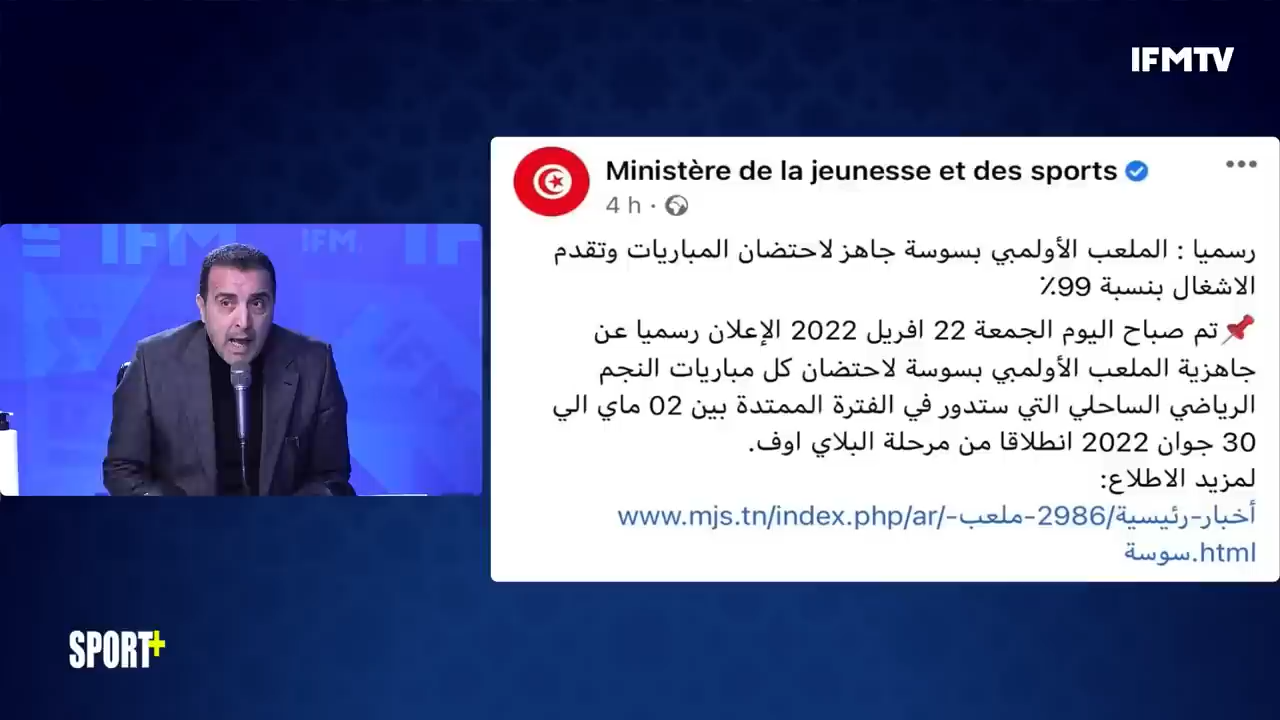 IFMTV
Ministère de la jeunesse et des sports
4 h
رسميا : الملعب الأولمبي بسوسة جاهز لاحتضان المباريات وتقدم
الاشغال بنسبة 99٪
تم صباح اليوم الجمعة 22 افريل 2022 الإعلان رسميا عن
جاهزية الملعب الأولمبي بسوسة لاحتضان كل مباريات النجم
الرياضي الساحلي التي ستدور في الفترة الممتدة بين 02 ماي الي
30 جوان 2022 انطلاقا من مرحلة البلاي اوف.
لمزيد الاطلاع:
www.mjs.tn/index.php/ar/أخبار-رئيسية/2986-ملعب-
سوسة.html
IFM
IFM
IF
SPORT+